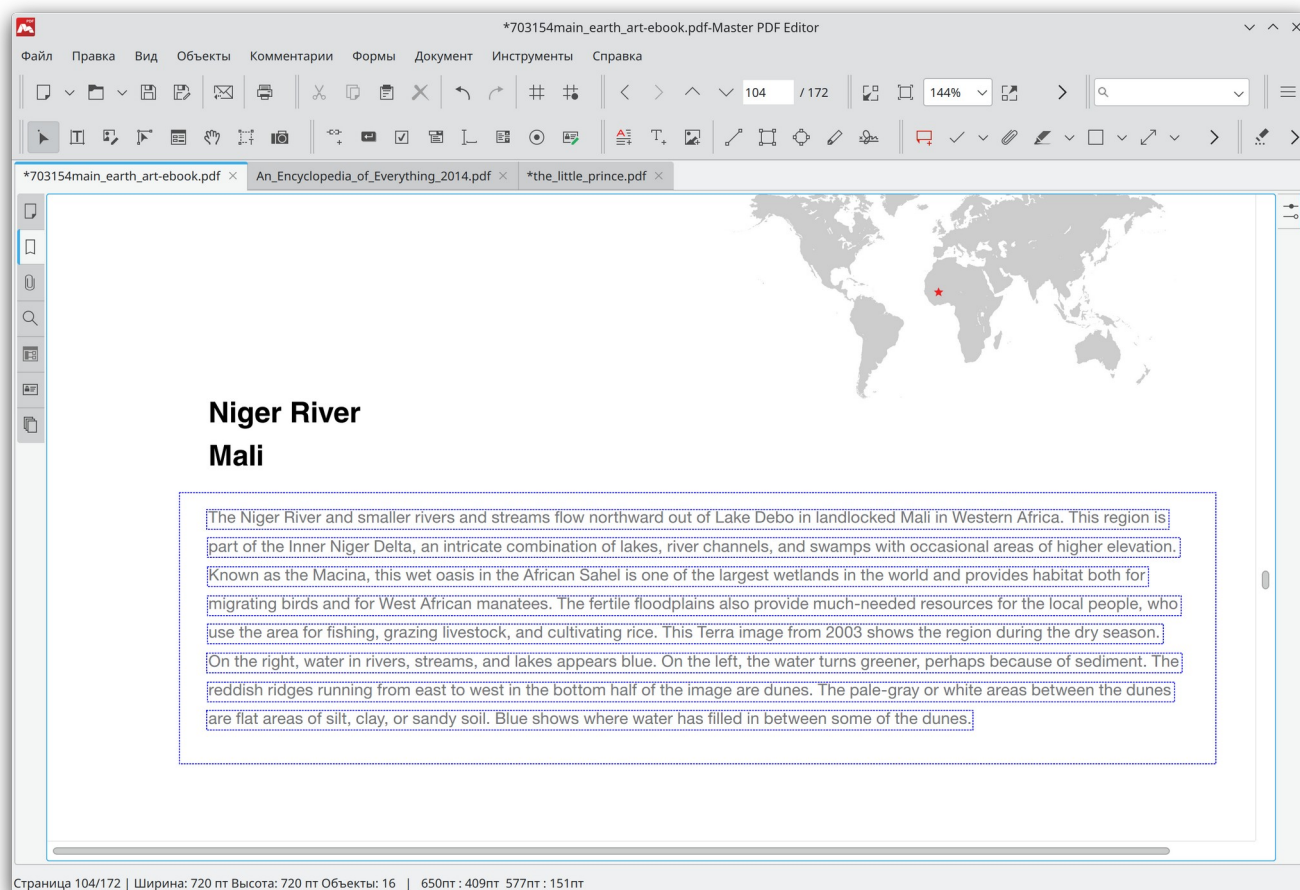 *703154main_earth_art-ebook.pdf-Master PDF Editor
Файл Правка Вид Объекты Комментарии Формы Документ Инструменты Справка
104 / 172 144%
*703154main_earth_art-ebook.pdf An_Encyclopedia_of_Everything_2014.pdf *the_little_prince.pdf
Niger River
Mali
The Niger River and smaller rivers and streams flow northward out of Lake Debo in landlocked Mali in Western Africa. This region is
part of the Inner Niger Delta, an intricate combination of lakes, river channels, and swamps with occasional areas of higher elevation.
Known as the Macina, this wet oasis in the African Sahel is one of the largest wetlands in the world and provides habitat both for
migrating birds and for West African manatees. The fertile floodplains also provide much-needed resources for the local people, who
use the area for fishing, grazing livestock, and cultivating rice. This Terra image from 2003 shows the region during the dry season.
On the right, water in rivers, streams, and lakes appears blue. On the left, the water turns greener, perhaps because of sediment. The
reddish ridges running from east to west in the bottom half of the image are dunes. The pale-gray or white areas between the dunes
are flat areas of silt, clay, or sandy soil. Blue shows where water has filled in between some of the dunes.
Страница 104/172 | Ширина: 720 пт Высота: 720 пт Объекты: 16 | 650пт : 409пт 577пт : 151пт